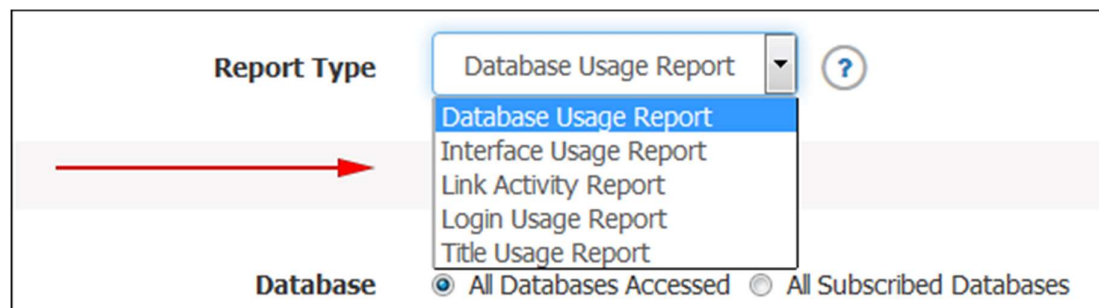 Report Type Database Usage Report ?
Database Usage Report
Interface Usage Report
Link Activity Report
Login Usage Report
Title Usage Report
Database All Databases Accessed All Subscribed Databases